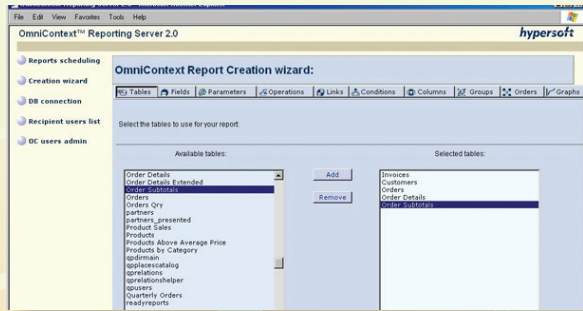 File Edit View Favorites Tools Help
OmniContext™ Reporting Server 2.0
hypersoft
Reports scheduling
Creation wizard
DB connection
Recipient users list
OC users admin
OmniContext Report Creation wizard:
Tables Fields Parameters Operations Links Conditions Columns Groups Orders Graphs
Select the tables to use for your report:
Available tables:
Order Details
Order Details Extended
Order Subtotals
Orders
Orders Qry
partners
partners_presented
Product Sales
Products
Products Above Average Price
Products by Category
qpdirmain
qpplacescatalog
qprelations
qprelationshelper
qpusers
Quarterly Orders
readyreports
Add
Remove
Selected tables:
Invoices
Customers
Orders
Order Details
Order Subtotals